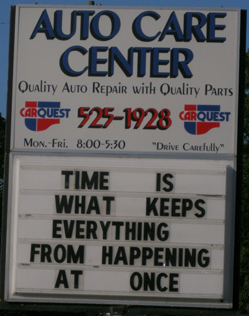 AUTO CARE
CENTER
Quality Auto Repair with Quality Parts
CARQUEST 525-1928 CARQUEST
MON.-FRI. 8:00-5:30 "DRIVE CAREFULLY"
TIME IS
WHAT KEEPS
EVERYTHING
FROM HAPPENING
AT ONCE